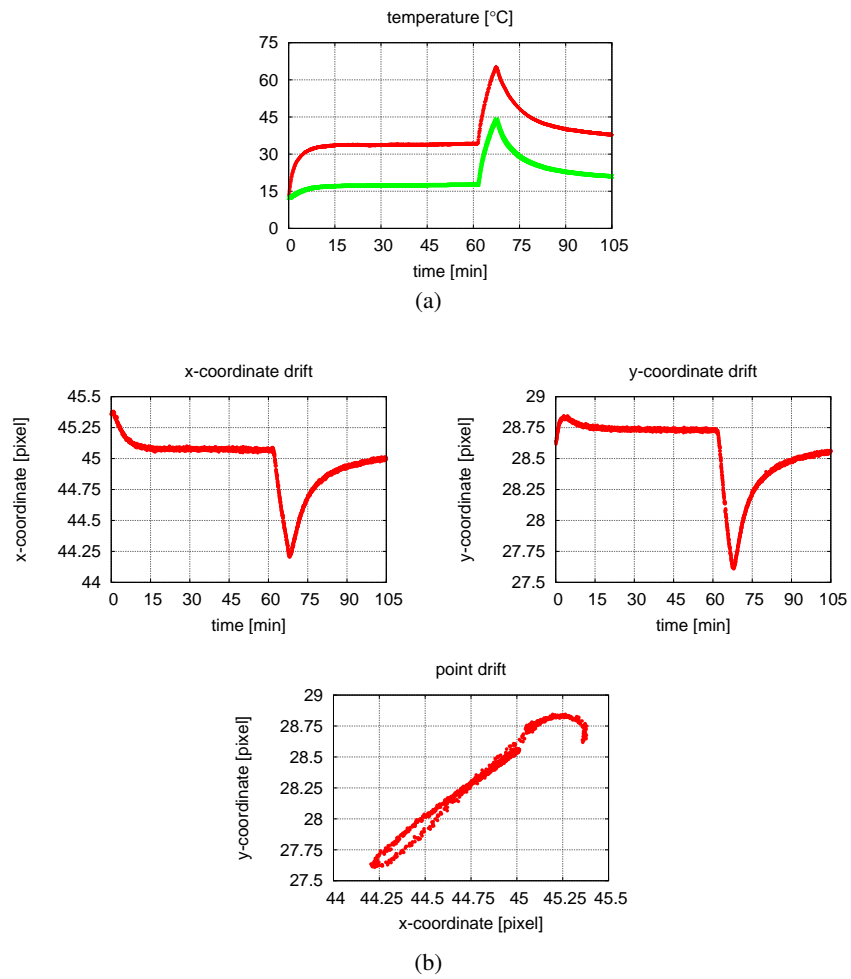 temperature [°C]
75
60
45
30
15
0
0 15 30 45 60 75 90 105
time [min]
(a)
x-coordinate drift
45.5
45.25
45
44.75
44.5
44.25
44
x-coordinate [pixel]
0 15 30 45 60 75 90 105
time [min]
y-coordinate drift
29
28.75
28.5
28.25
28
27.75
27.5
y-coordinate [pixel]
0 15 30 45 60 75 90 105
time [min]
point drift
29
28.75
28.5
28.25
28
27.75
27.5
y-coordinate [pixel]
44 44.25 44.5 44.75 45 45.25 45.5
x-coordinate [pixel]
(b)